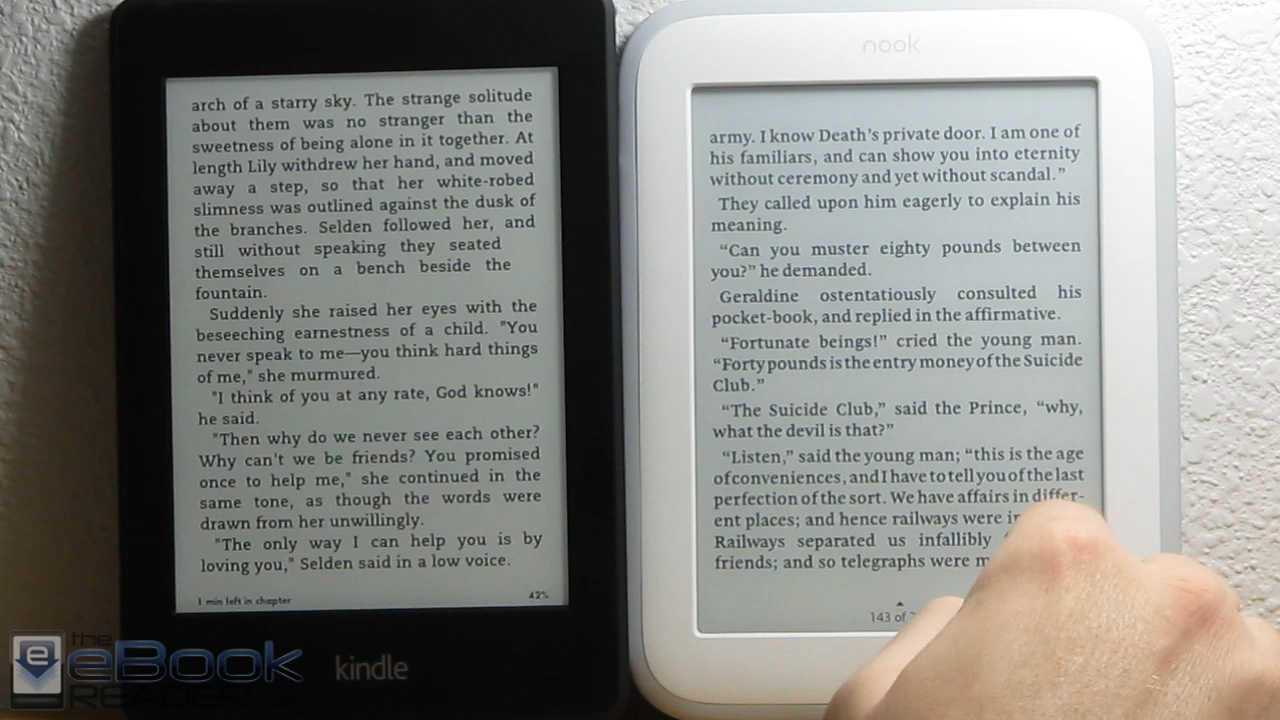 arch of a starry sky. The strange solitude
about them was no stranger than the
sweetness of being alone in it together. At
length Lily withdrew her hand, and moved
away a step, so that her white-robed
slimness was outlined against the dusk of
the branches. Selden followed her, and
still without speaking they seated
themselves on a bench beside the
fountain.
Suddenly she raised her eyes with the
beseeching earnestness of a child. "You
never speak to me—you think hard things
of me," she murmured.
"I think of you at any rate, God knows!"
he said.
"Then why do we never see each other?
Why can't we be friends? You promised
once to help me," she continued in the
same tone, as though the words were
drawn from her unwillingly.
"The only way I can help you is by
loving you," Selden said in a low voice.
1 min left in chapter 42%
kindle
nook
army. I know Death's private door. I am one of
his familiars, and can show you into eternity
without ceremony and yet without scandal.”
They called upon him eagerly to explain his
meaning.
“Can you muster eighty pounds between
you?” he demanded.
Geraldine ostentatiously consulted his
pocket-book, and replied in the affirmative.
“Fortunate beings!” cried the young man.
“Forty pounds is the entry money of the Suicide
Club.”
“The Suicide Club,” said the Prince, “why,
what the devil is that?”
“Listen,” said the young man; “this is the age
of conveniences, and I have to tell you of the last
perfection of the sort. We have affairs in differ-
ent places; and hence railways were
Railways separated us infallibly
friends; and so telegraphs were
143 of
e the
eBook
READER